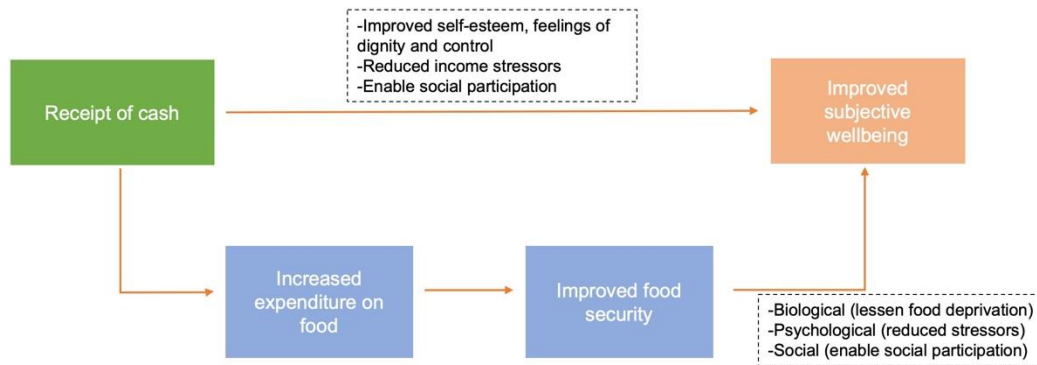 -Improved self-esteem, feelings of
dignity and control
-Reduced income stressors
-Enable social participation
Receipt of cash
Improved
subjective
wellbeing
Increased
expenditure on
food
Improved food
security
-Biological (lessen food deprivation)
-Psychological (reduced stressors)
-Social (enable social participation)